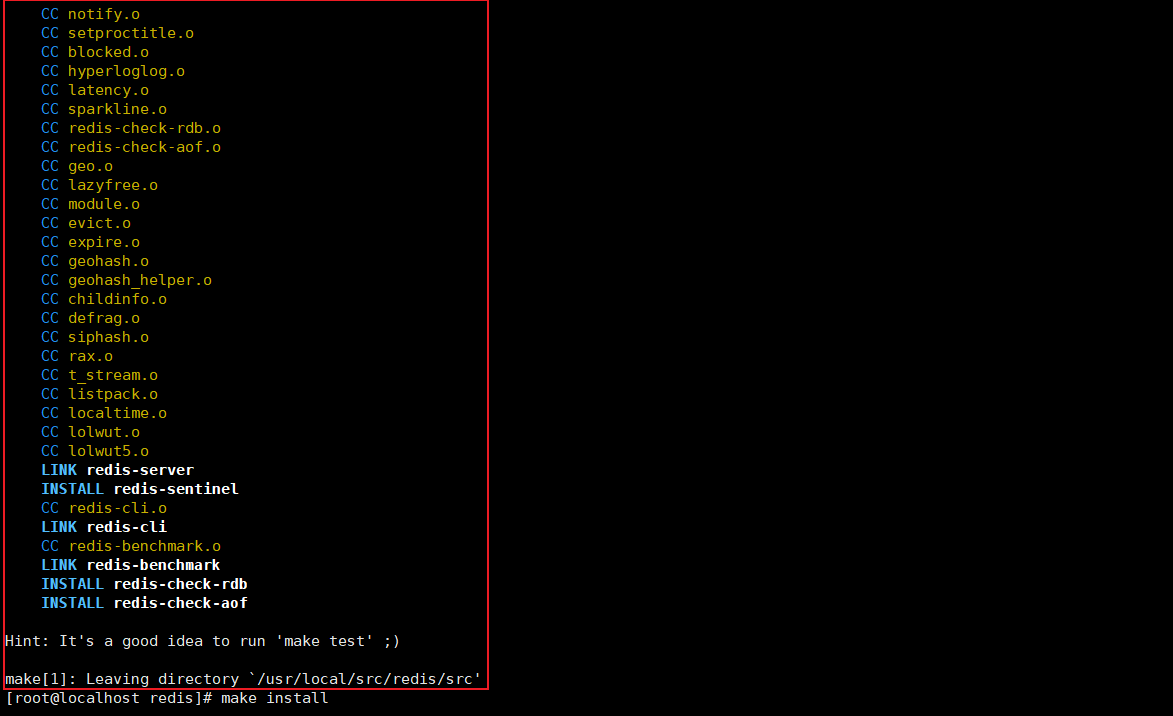 CC notify.o
CC setproctitle.o
CC blocked.o
CC hyperloglog.o
CC latency.o
CC sparkline.o
CC redis-check-rdb.o
CC redis-check-aof.o
CC geo.o
CC lazyfree.o
CC module.o
CC evict.o
CC expire.o
CC geohash.o
CC geohash_helper.o
CC childinfo.o
CC defrag.o
CC siphash.o
CC rax.o
CC t_stream.o
CC listpack.o
CC localtime.o
CC lolwut.o
CC lolwut5.o
LINK redis-server
INSTALL redis-sentinel
CC redis-cli.o
LINK redis-cli
CC redis-benchmark.o
LINK redis-benchmark
INSTALL redis-check-rdb
INSTALL redis-check-aof
Hint: It's a good idea to run 'make test' ;)
make[1]: Leaving directory `/usr/local/src/redis/src'
[root@localhost redis]# make install